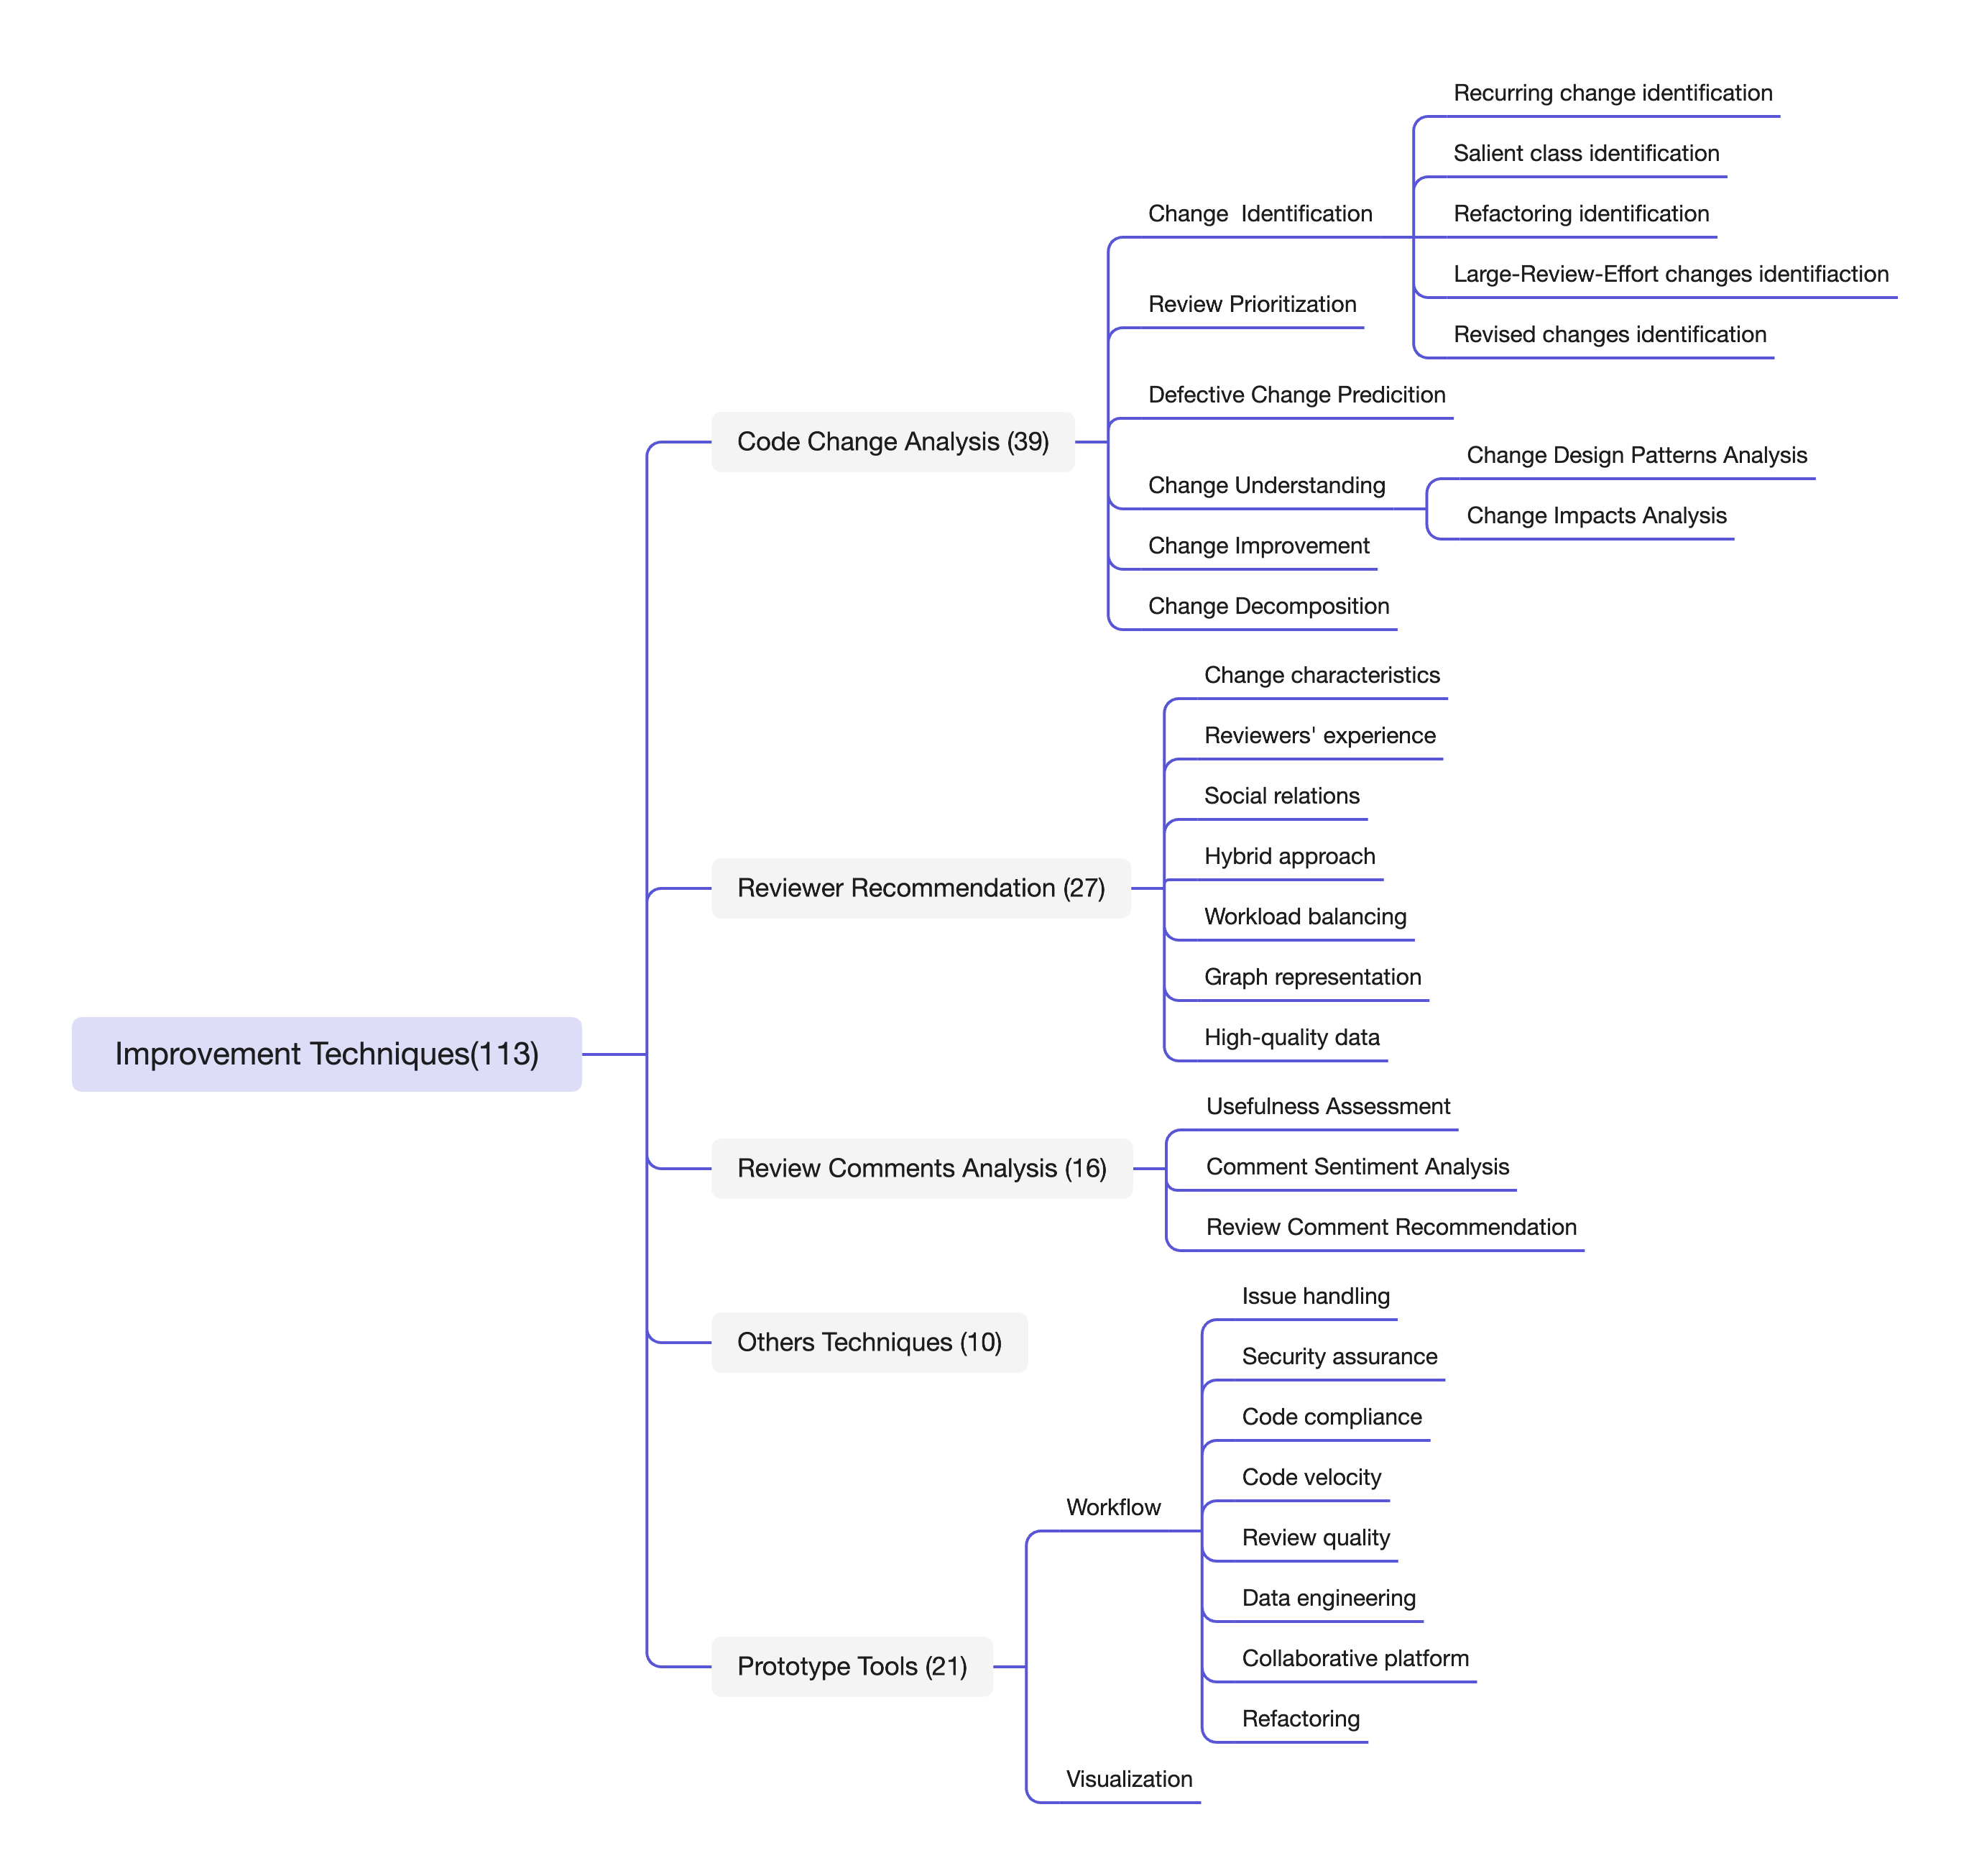 Improvement Techniques(113)
Code Change Analysis (39)
Change  Identification
Recurring change identification
Salient class identification
Refactoring identification
Large-Review-Effort changes identifiaction
Revised changes identification
Review Prioritization
Defective Change Predicition
Change Understanding
Change Design Patterns Analysis
Change Impacts Analysis
Change Improvement
Change Decomposition
Reviewer Recommendation (27)
Change characteristics
Reviewers' experience
Social relations
Hybrid approach
Workload balancing
Graph representation
High-quality data
Review Comments Analysis (16)
Usefulness Assessment
Comment Sentiment Analysis
Review Comment Recommendation
Others Techniques (10)
Prototype Tools (21)
Workflow
Issue handling
Security assurance
Code compliance
Code velocity
Review quality
Data engineering
Collaborative platform
Refactoring
Visualization